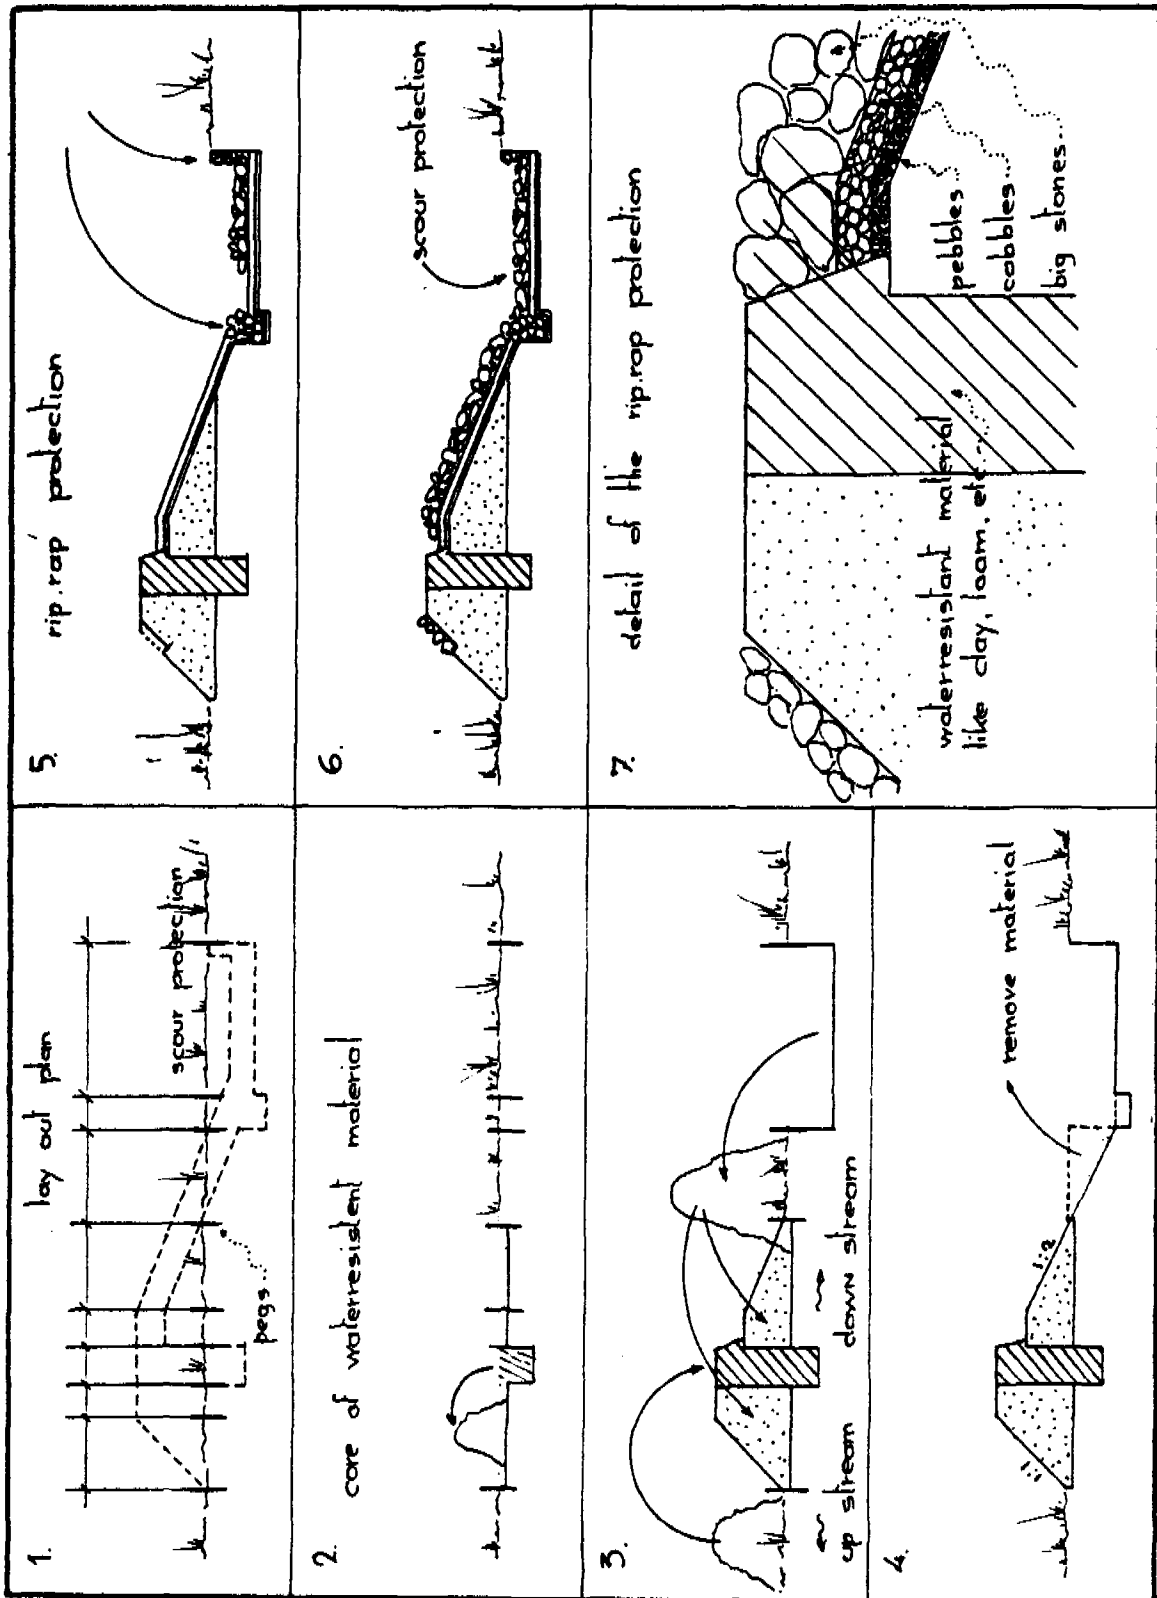 1.
lay out plan
scour protection
pegs
2.
core of waterresistent material
3.
up stream
down stream
4.
1:1
1:2
remove material
5.
rip.rap protection
6.
scour protection
7.
detail of the rip.rap protection
waterresistant material
like clay, loam, etc
pebbles
cobbles
big stones